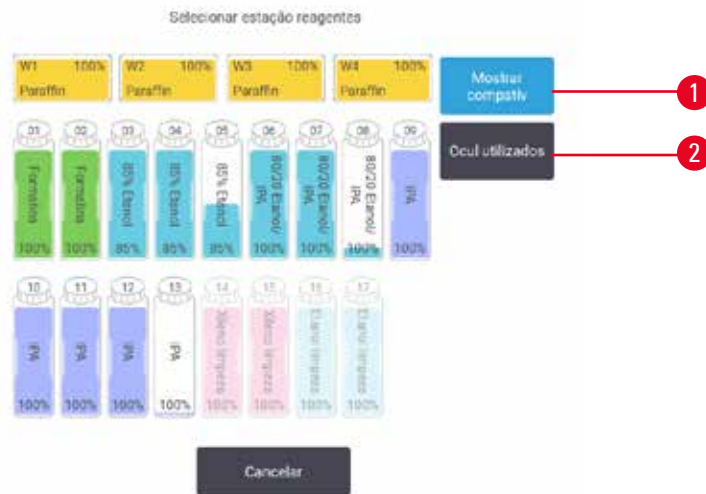 Selecionar estação reagentes
W1 100% W2 100% W3 100% W4 100%
Paraffin Paraffin Paraffin Paraffin
Mostrar
compatív
1
Ocul utilizados
2
01 02 03 04 05 06 07 08 09
Formalina Formalina 85% Etanol 85% Etanol 85% Etanol 80/20 Etanol/ IPA 80/20 Etanol/ IPA 80/20 Etanol/ IPA IPA
100% 100% 85% 85% 85% 100% 100% 100% 100%
10 11 12 13 14 15 16 17
IPA IPA IPA IPA Xileno limpeza Xileno limpeza Etanol limpeza Etanol limpeza
100% 100% 100% 100% 100% 100% 100% 100%
Cancelar